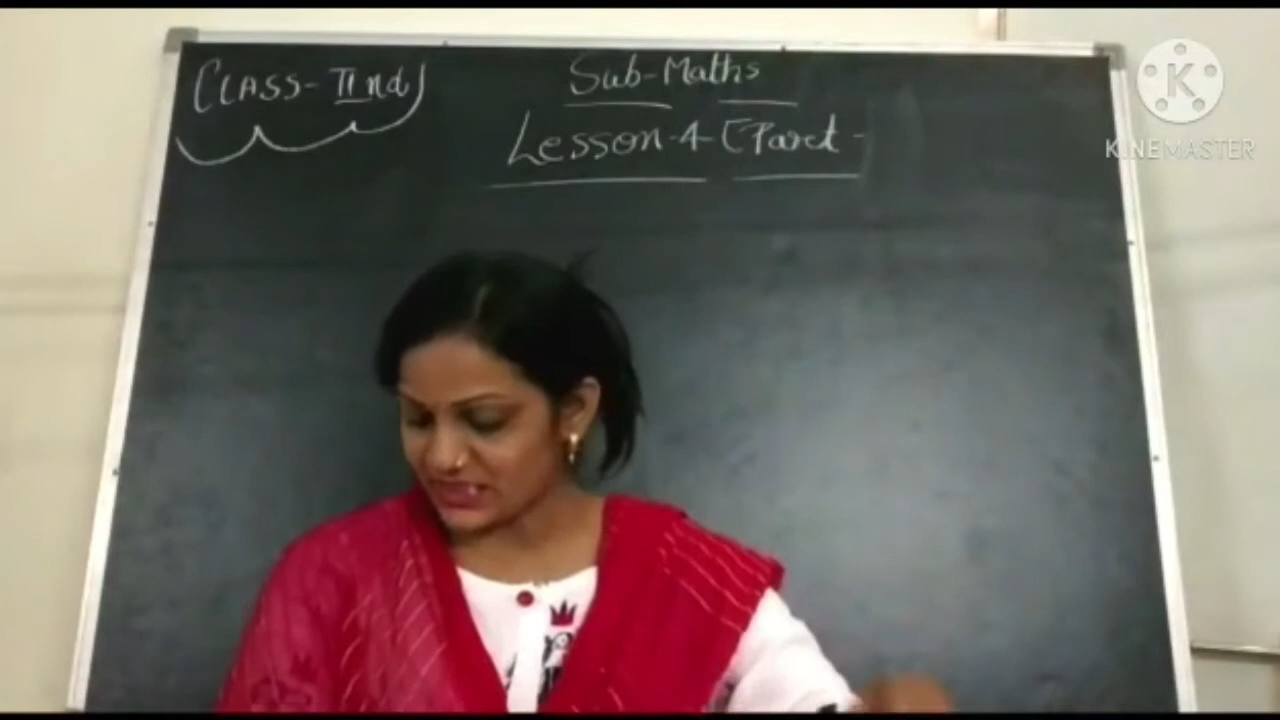 CLASS-IInd
Sub-Maths
Lesson-4 [Part-
K
KINEMASTER